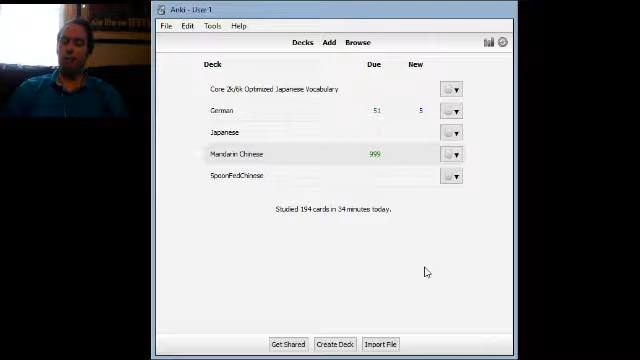 Anki - User 1
File Edit Tools Help
Decks Add Browse
Deck Due New
Core 2k/6k Optimized Japanese Vocabulary
German 51 5
Japanese
Mandarin Chinese 999
SpoonFedChinese
Studied 194 cards in 34 minutes today.
Get Shared Create Deck Import File